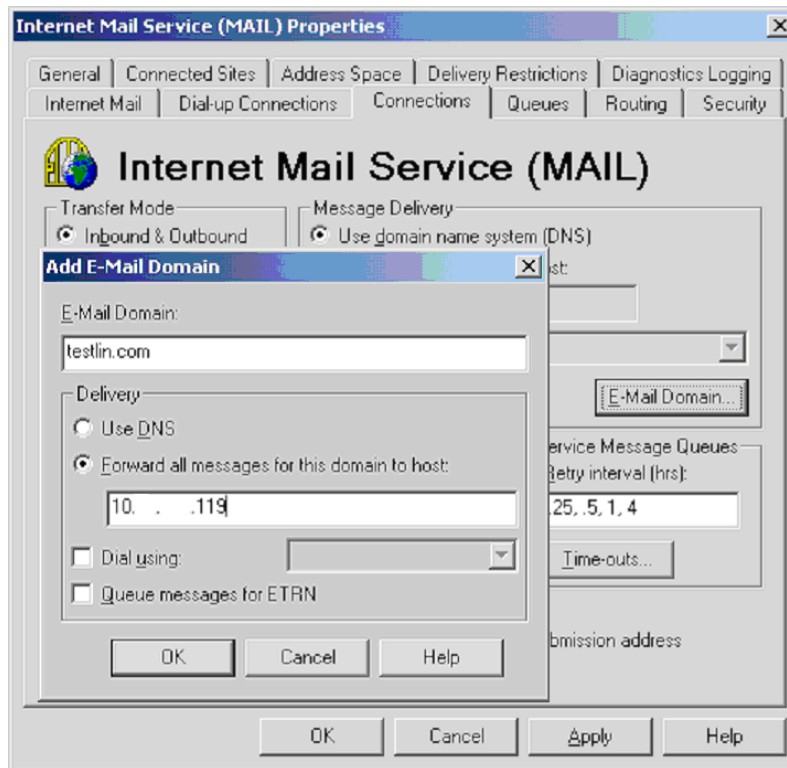 Internet Mail Service (MAIL) Properties
General Connected Sites Address Space Delivery Restrictions Diagnostics Logging
Internet Mail Dial-up Connections Connections Queues Routing Security
Internet Mail Service (MAIL)
Transfer Mode
Message Delivery
Inbound & Outbound
Use domain name system (DNS)
Add E-Mail Domain
E-Mail Domain:
testlin.com
E-Mail Domain...
Delivery
Use DNS
Forward all messages for this domain to host:
10. . .119
Dial using:
Queue messages for ETRN
OK Cancel Help
Message Queues
Retry interval (hrs):
.25, .5, 1, 4
Time-outs...
address
OK Cancel Apply Help